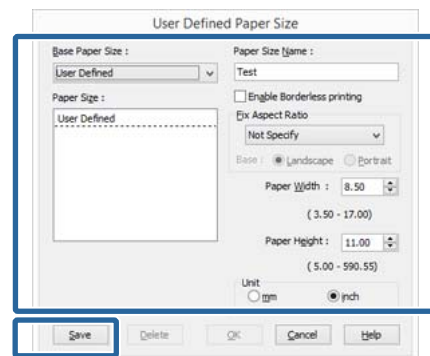 User Defined Paper Size
Base Paper Size :
User Defined
Paper Size :
User Defined
Paper Size Name :
Test
Enable Borderless printing
Fix Aspect Ratio
Not Specify
Base : Landscape Portrait
Paper Width : 8.50
( 3.50 - 17.00)
Paper Height : 11.00
( 5.00 - 590.55)
Unit
mm inch
Save Delete OK Cancel Help